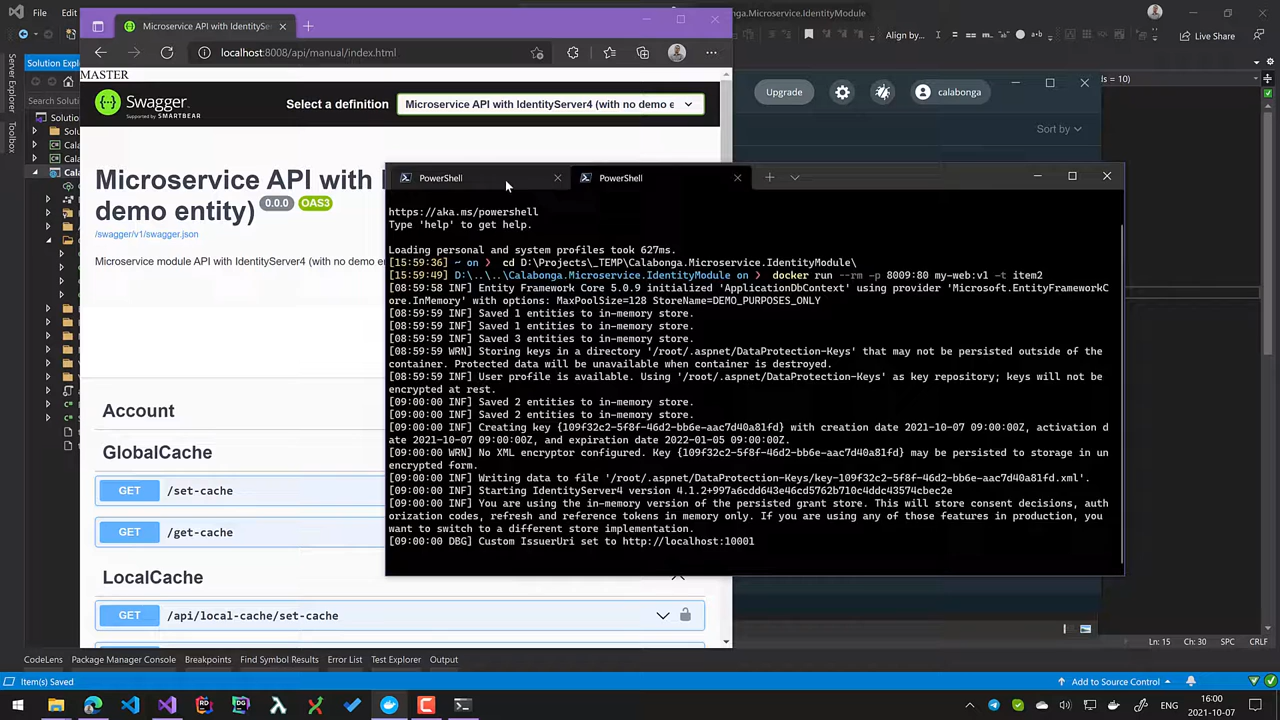 File
Edit
Calabonga.Microservice.IdentityModule
Microservice API with IdentityServ
Align by:
Live Share
localhost:8008/api/manual/index.html
Server Explorer
Toolbox
Solution Explo
Search Solutio
MASTER
Swagger
Supported by SMARTBEAR
Select a definition
Microservice API with IdentityServer4 (with no demo e
Upgrade
calabonga
Sort by
s = 10)
Microservice API with I
demo entity)
0.0.0
OAS3
/swagger/v1/swagger.json
Microservice module API with IdentityServer4 (with no demo en
PowerShell
PowerShell
https://aka.ms/powershell
Type 'help' to get help.
Loading personal and system profiles took 627ms.
[15:59:36] ~ on ❯ cd D:\Projects\_TEMP\Calabonga.Microservice.IdentityModule\
[15:59:49] D:\..\..\Calabonga.Microservice.IdentityModule on ❯ docker run --rm -p 8009:80 my-web:v1 -t item2
[08:59:58 INF] Entity Framework Core 5.0.9 initialized 'ApplicationDbContext' using provider 'Microsoft.EntityFrameworkC
ore.InMemory' with options: MaxPoolSize=128 StoreName=DEMO_PURPOSES_ONLY
[08:59:59 INF] Saved 1 entities to in-memory store.
[08:59:59 INF] Saved 1 entities to in-memory store.
[08:59:59 INF] Saved 3 entities to in-memory store.
[08:59:59 WRN] Storing keys in a directory '/root/.aspnet/DataProtection-Keys' that may not be persisted outside of the
container. Protected data will be unavailable when container is destroyed.
[08:59:59 INF] User profile is available. Using '/root/.aspnet/DataProtection-Keys' as key repository; keys will not be
encrypted at rest.
[09:00:00 INF] Saved 2 entities to in-memory store.
[09:00:00 INF] Saved 2 entities to in-memory store.
[09:00:00 INF] Creating key {109f32c2-5f8f-46d2-bb6e-aac7d40a81fd} with creation date 2021-10-07 09:00:00Z, activation d
ate 2021-10-07 09:00:00Z, and expiration date 2022-01-05 09:00:00Z.
[09:00:00 WRN] No XML encryptor configured. Key {109f32c2-5f8f-46d2-bb6e-aac7d40a81fd} may be persisted to storage in un
encrypted form.
[09:00:00 INF] Writing data to file '/root/.aspnet/DataProtection-Keys/key-109f32c2-5f8f-46d2-bb6e-aac7d40a81fd.xml'.
[09:00:00 INF] Starting IdentityServer4 version 4.1.2+997a6cdd643e46cd5762b710c4ddc43574cbec2e
[09:00:00 INF] You are using the in-memory version of the persisted grant store. This will store consent decisions, auth
orization codes, refresh and reference tokens in memory only. If you are using any of those features in production, you
want to switch to a different store implementation.
[09:00:00 DBG] Custom IssuerUri set to http://localhost:10001
Account
GlobalCache
GET /set-cache
GET /get-cache
LocalCache
GET /api/local-cache/set-cache
Ln: 15 Ch: 30 SPC CRLF
CodeLens Package Manager Console Breakpoints Find Symbol Results Error List Test Explorer Output
Item(s) Saved
Add to Source Control
16:00
2021-10-07